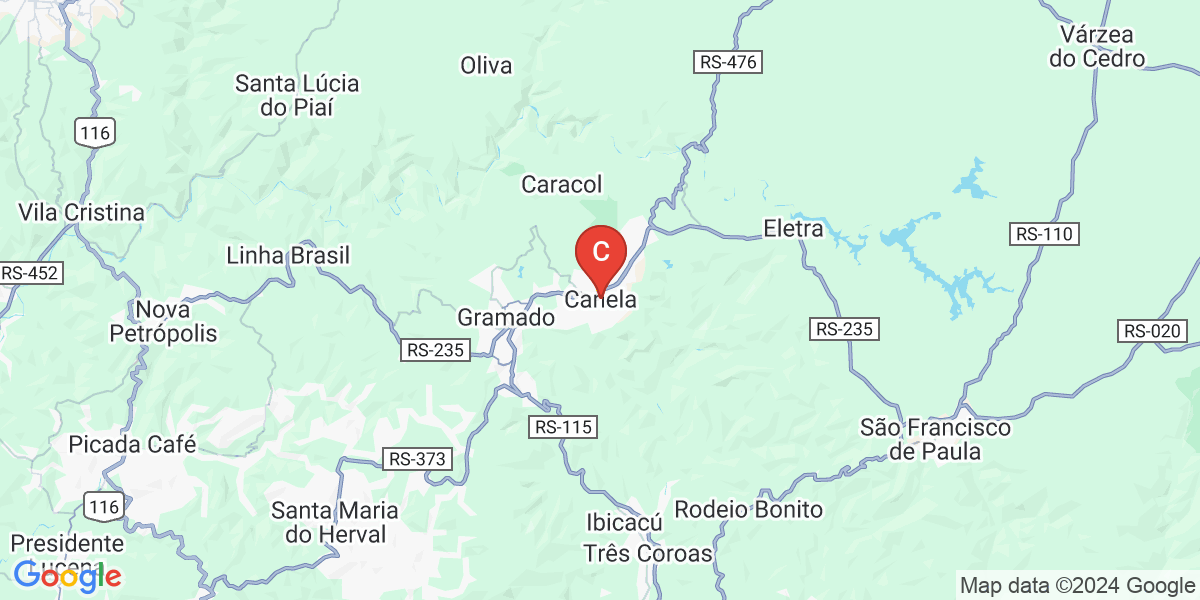 Várzea
do Cedro
RS-476
Oliva
Santa Lúcia
do Piaí
116
Caracol
Vila Cristina
Eletra
RS-110
Linha Brasil
C
RS-452
Canela
Nova
Petrópolis
Gramado
RS-235
RS-020
RS-235
São Francisco
de Paula
RS-115
Picada Café
RS-373
116
Santa Maria
do Herval
Rodeio Bonito
Ibicacú
Três Coroas
Presidente
Lucena
Google
Map data ©2024 Google